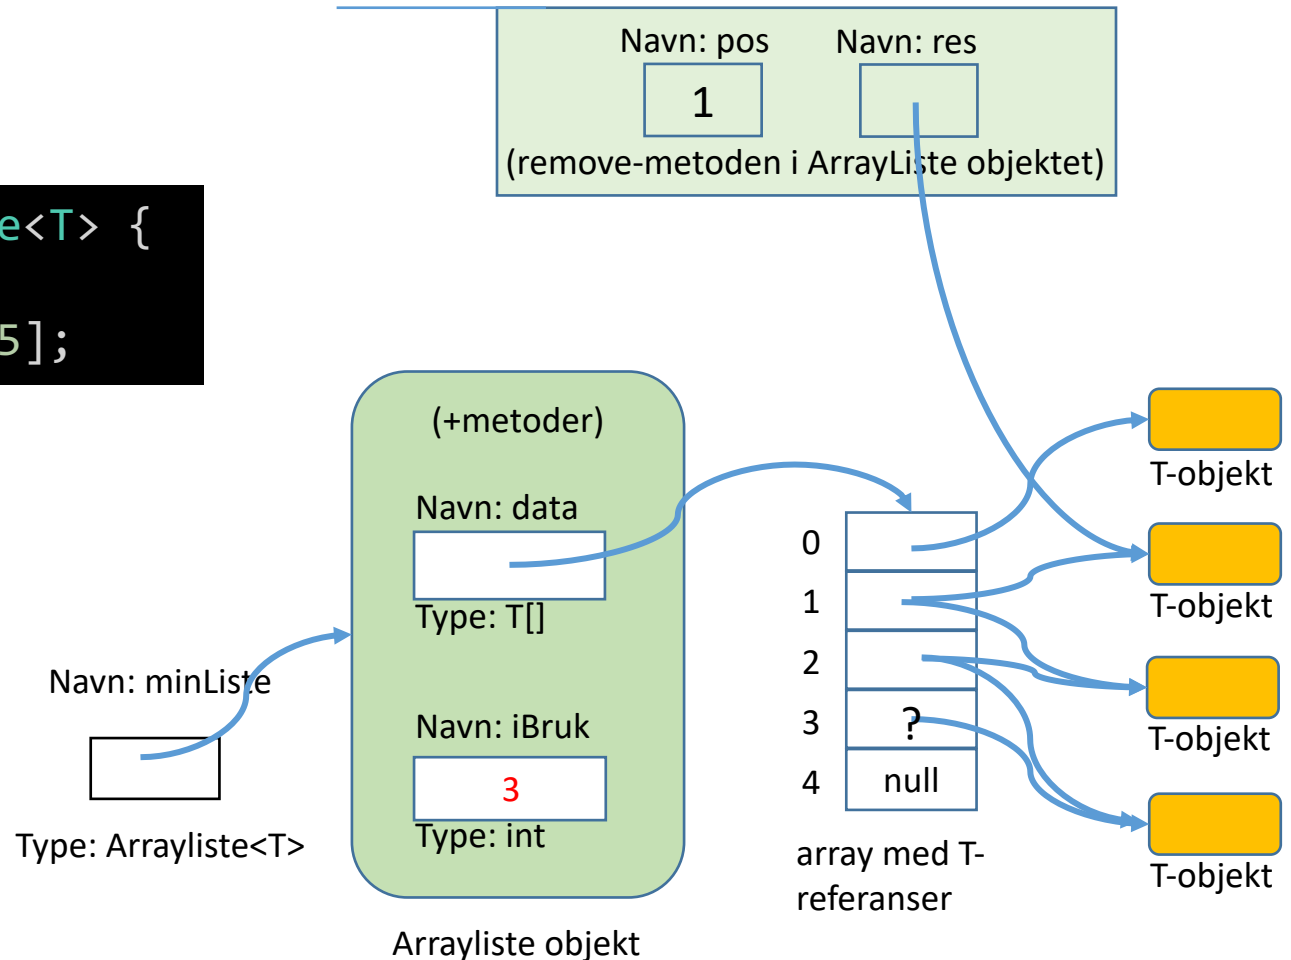 Navn: pos
Navn: res
1
(remove-metoden i ArrayListe objektet)
e<T> {
5];
(+metoder)
Navn: data
Type: T[]
Navn: minListe
Type: Arrayliste<T>
Navn: iBruk
3
Type: int
Arrayliste objekt
0
1
2
3
?
4
null
array med T-
referanser
T-objekt
T-objekt
T-objekt
T-objekt